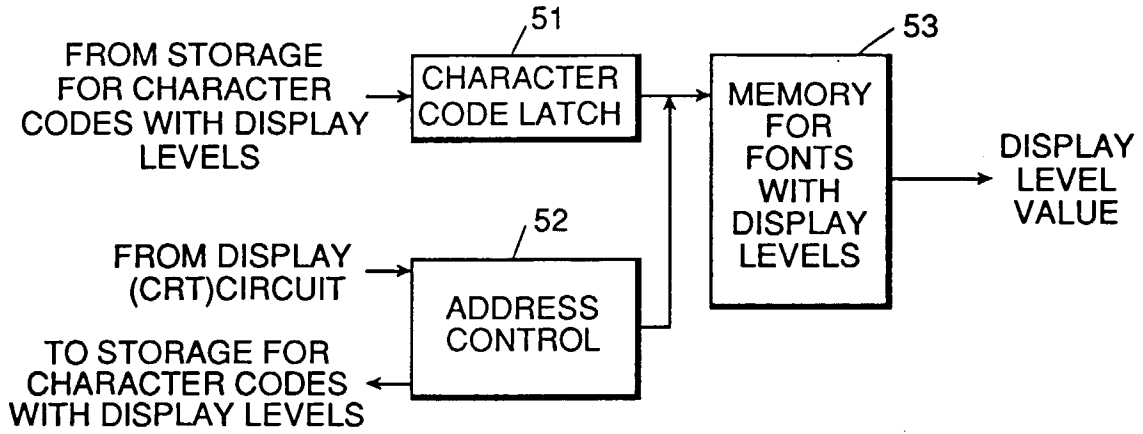 51
FROM STORAGE
FOR CHARACTER
CODES WITH DISPLAY
LEVELS
CHARACTER
CODE LATCH
53
MEMORY
FOR
FONTS
WITH
DISPLAY
LEVELS
DISPLAY
LEVEL
VALUE
52
FROM DISPLAY
(CRT)CIRCUIT
ADDRESS
CONTROL
TO STORAGE FOR
CHARACTER CODES
WITH DISPLAY LEVELS